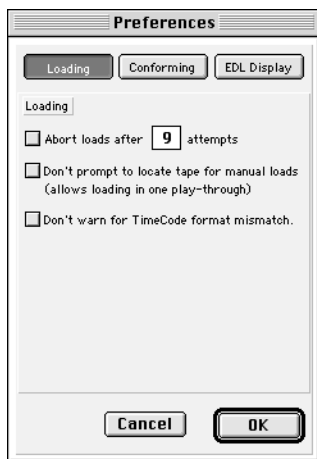 Preferences
Loading Conforming EDL Display
Loading
Abort loads after 9 attempts
Don't prompt to locate tape for manual loads
(allows loading in one play-through)
Don't warn for TimeCode format mismatch.
Cancel OK